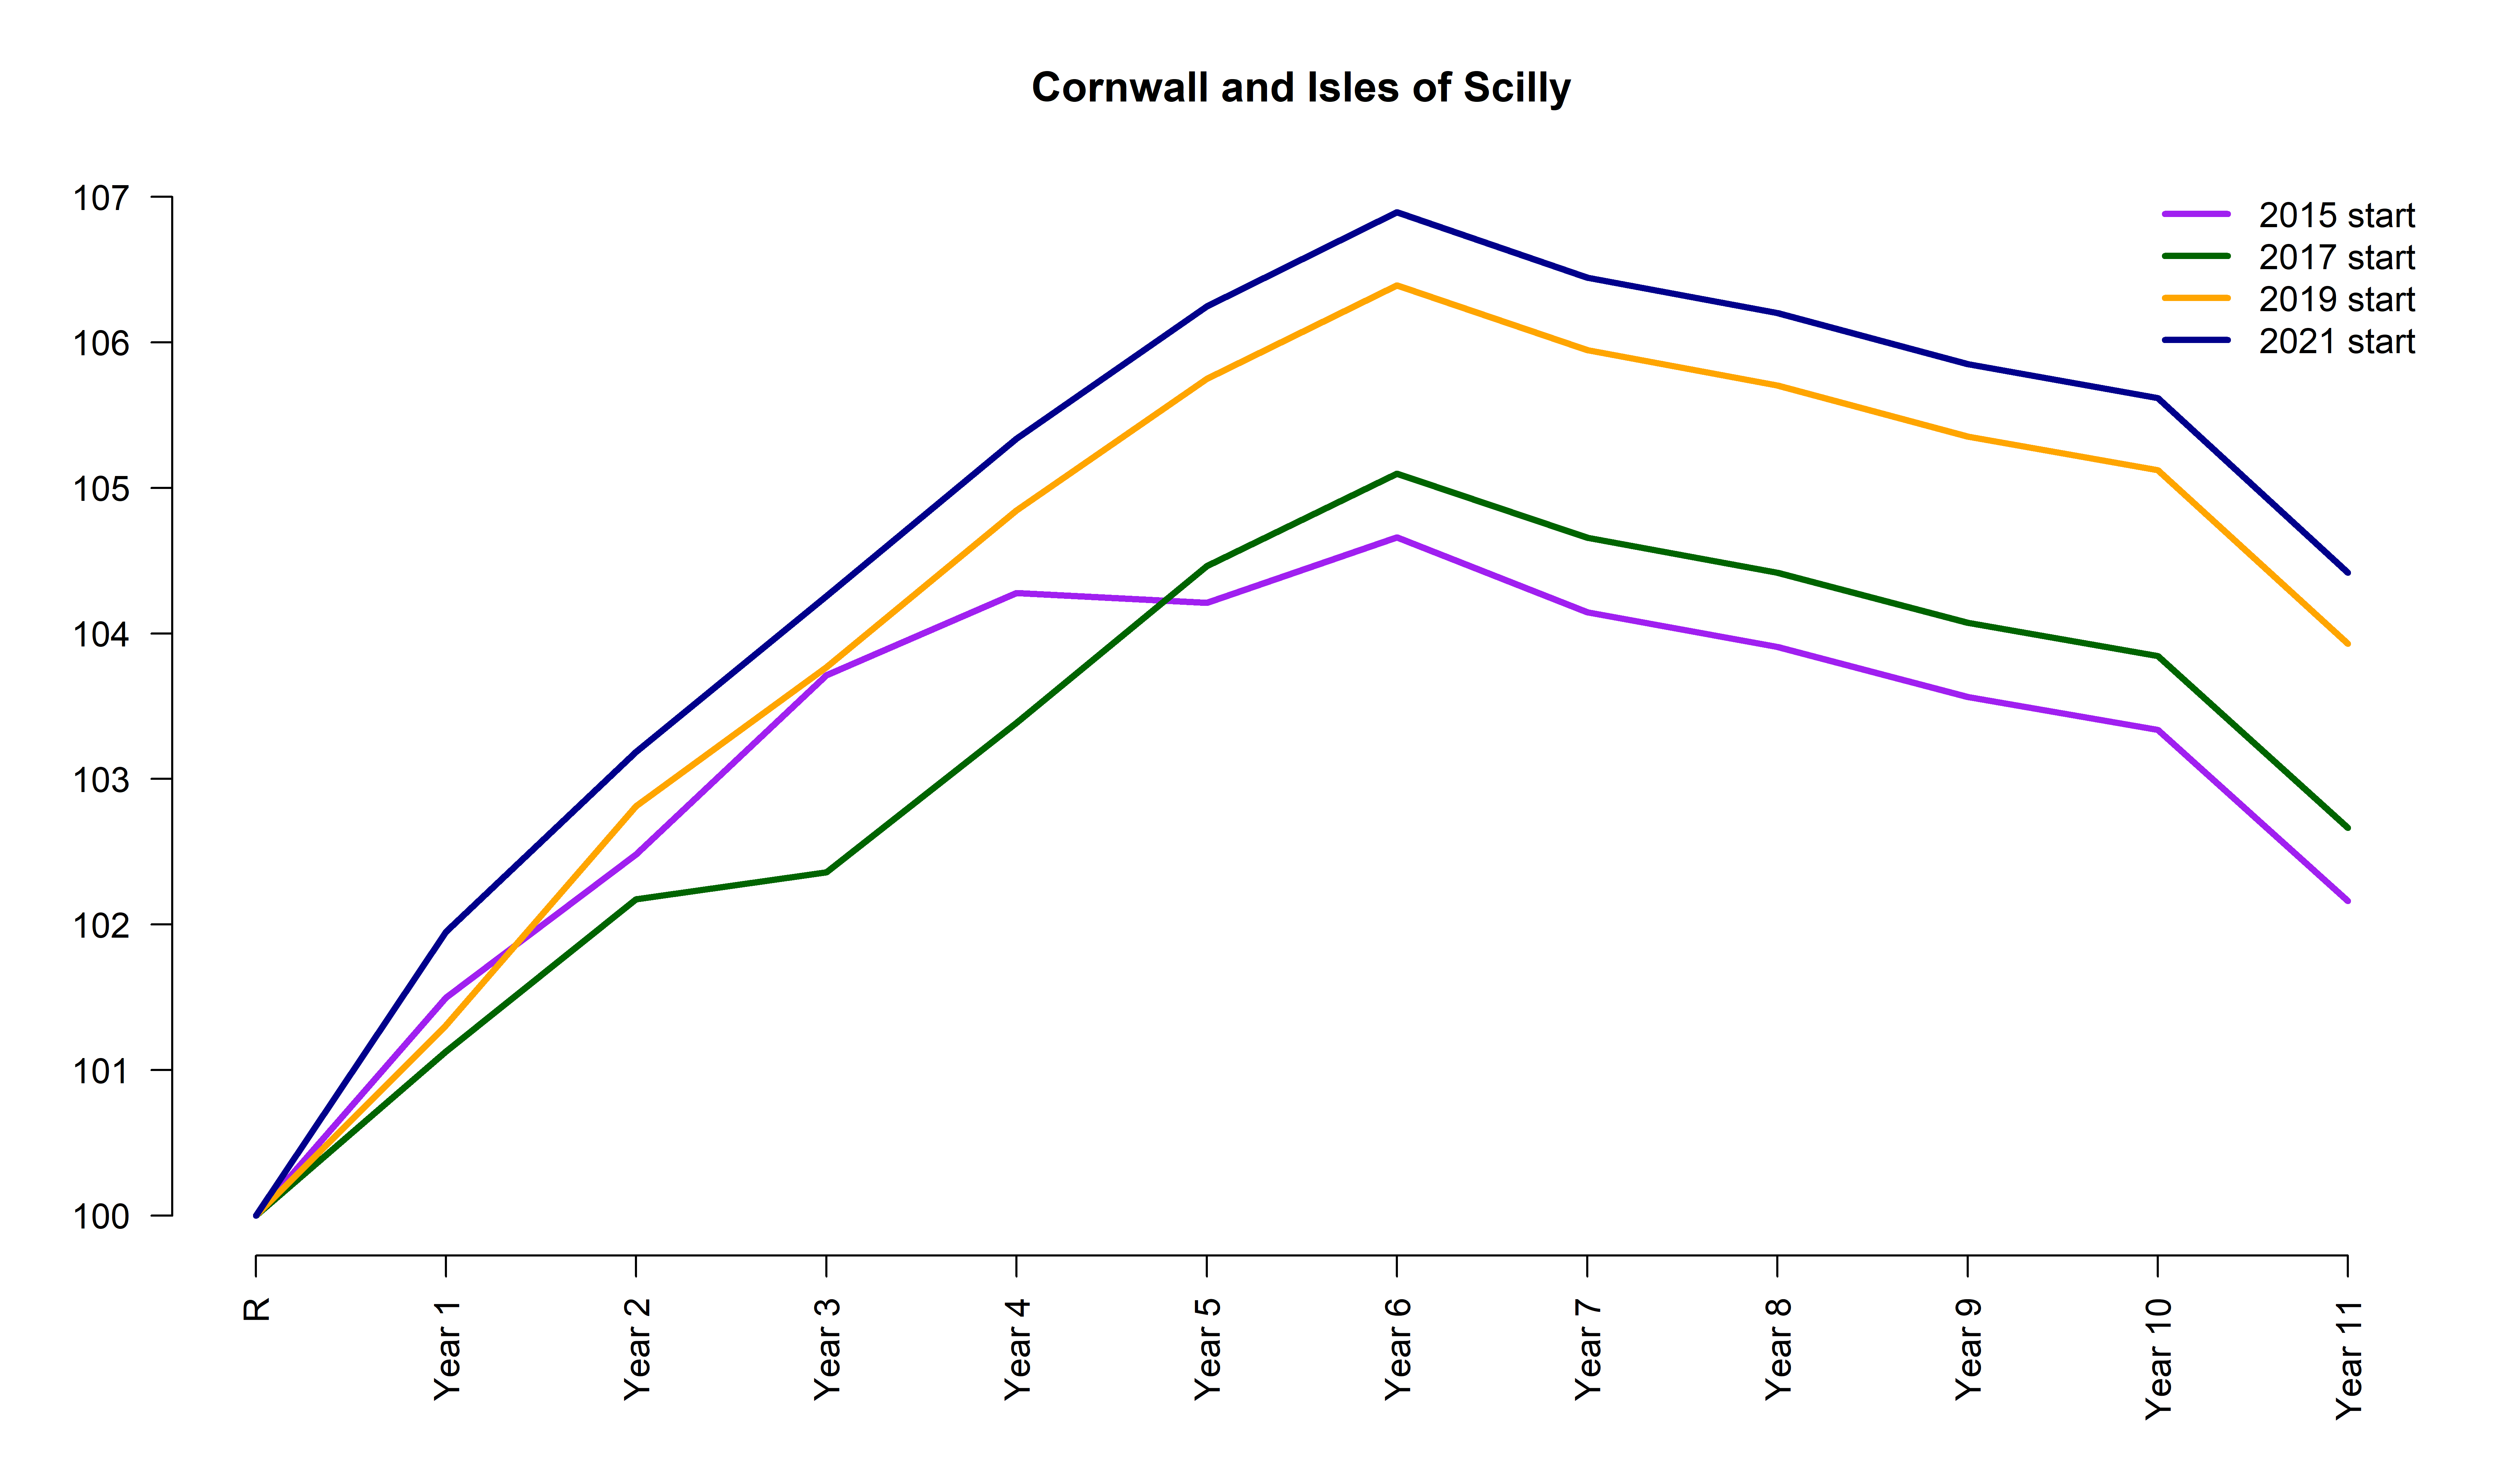 Cornwall and Isles of Scilly
107
106
105
104
103
102
101
100
2015 start
2017 start
2019 start
2021 start
R
Year 1
Year 2
Year 3
Year 4
Year 5
Year 6
Year 7
Year 8
Year 9
Year 10
Year 11